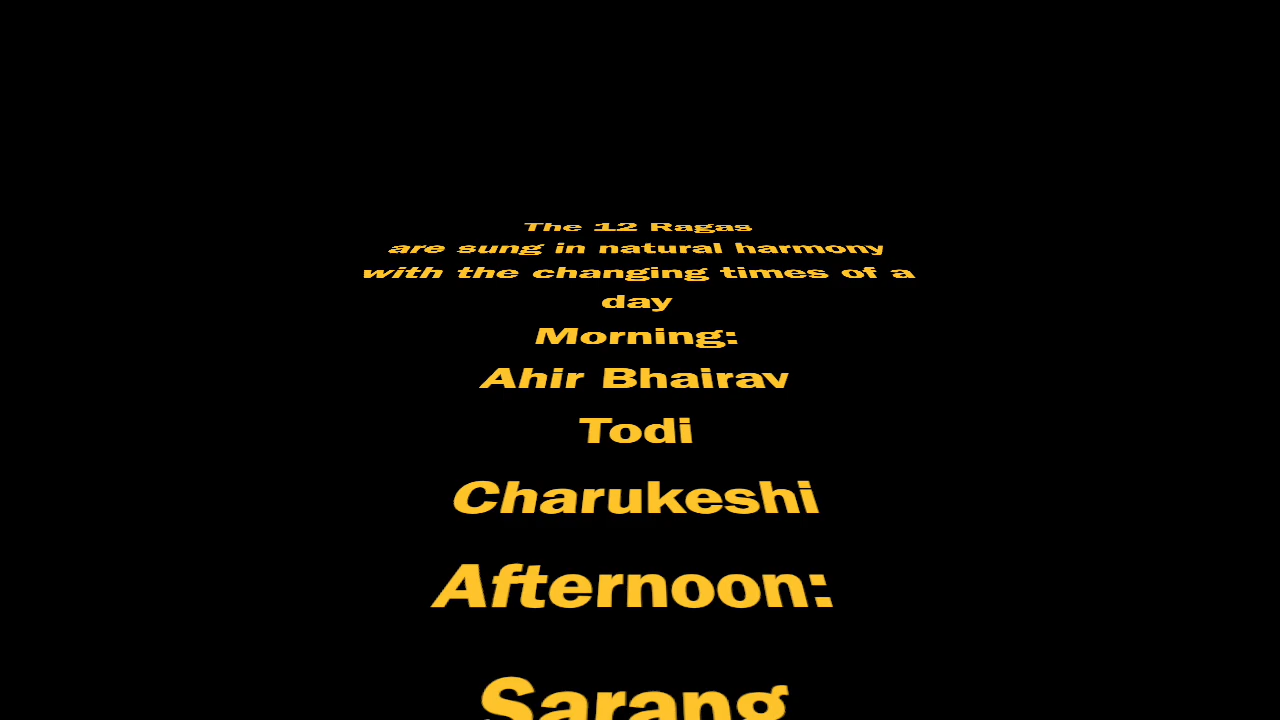 The 12 Ragas
are sung in natural harmony
with the changing times of a
day
Morning:
Ahir Bhairav
Todi
Charukeshi
Afternoon:
Sarang